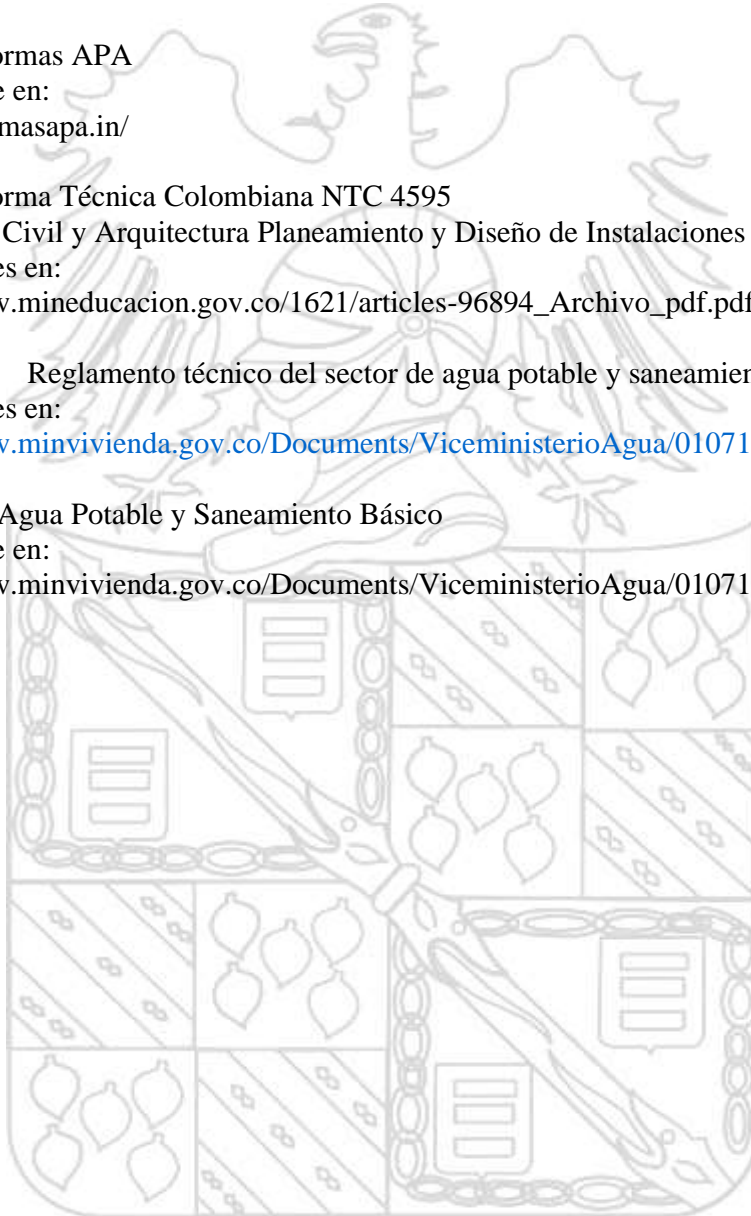 ormas APA
e en:
masapa.in/
orma Técnica Colombiana NTC 4595
Civil y Arquitectura Planeamiento y Diseño de Instalaciones
es en:
v.mineducacion.gov.co/1621/articles-96894_Archivo_pdf.pdf
Reglamento técnico del sector de agua potable y saneamien
es en:
v.minvivienda.gov.co/Documents/ViceministerioAgua/01071
Agua Potable y Saneamiento Básico
e en:
v.minvivienda.gov.co/Documents/ViceministerioAgua/01071